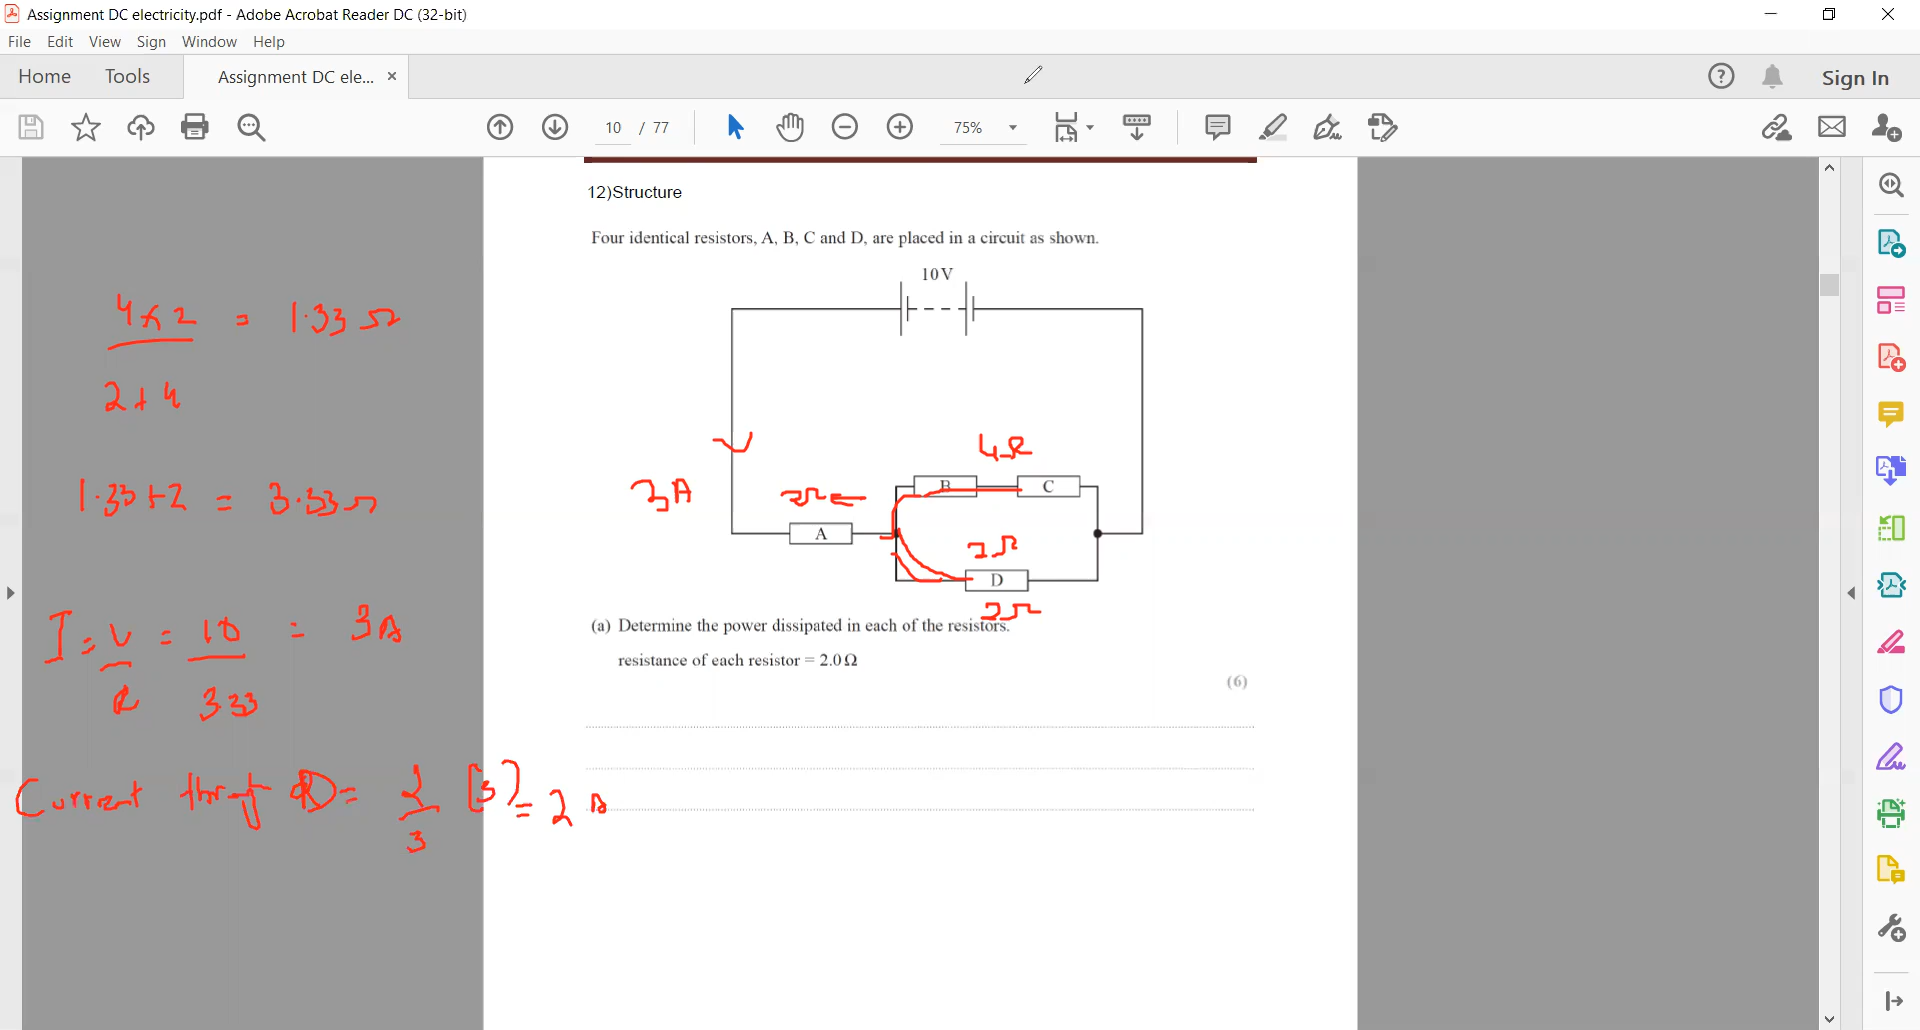 Assignment DC electricity.pdf - Adobe Acrobat Reader DC (32-bit)
File Edit View Sign Window Help
Home Tools Assignment DC ele... × Sign In
10 / 77 75%
12)Structure
Four identical resistors, A, B, C and D, are placed in a circuit as shown.
10V
4 × 2 = 1.33 Ω
2 + 4
4Ω
B C
3A 2Ω
A
1.33 + 2 = 3.33 Ω
2Ω
D
2Ω
(a) Determine the power dissipated in each of the resistors.
resistance of each resistor = 2.0 Ω
(6)
I = V = 10 = 3A
R 3.33
Current through D = 2 [3] = 2 A
3